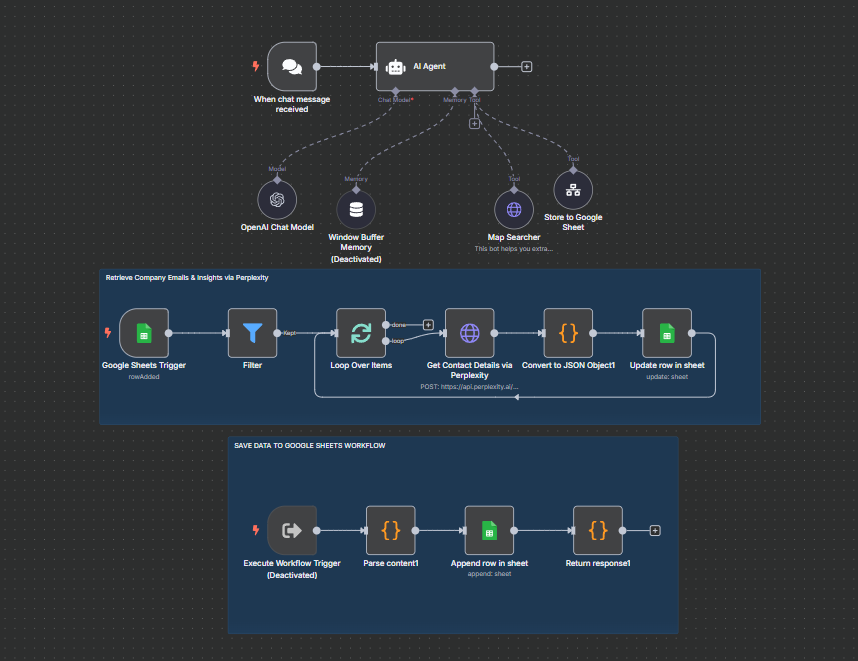 AI Agent
When chat message
received
Chat Model*
Memory
Tool
Model
Memory
Tool
Tool
OpenAI Chat Model
Window Buffer
Memory
(Deactivated)
Map Searcher
This bot helps you extra...
Store to Google
Sheet
Retrieve Company Emails & Insights via Perplexity
Kept
done
loop
Google Sheets Trigger
rowAdded
Filter
Loop Over Items
Get Contact Details via
Perplexity
POST: https://api.perplexity.ai/...
Convert to JSON Object1
Update row in sheet
update: sheet
SAVE DATA TO GOOGLE SHEETS WORKFLOW
Execute Workflow Trigger
(Deactivated)
Parse content1
Append row in sheet
append: sheet
Return response1